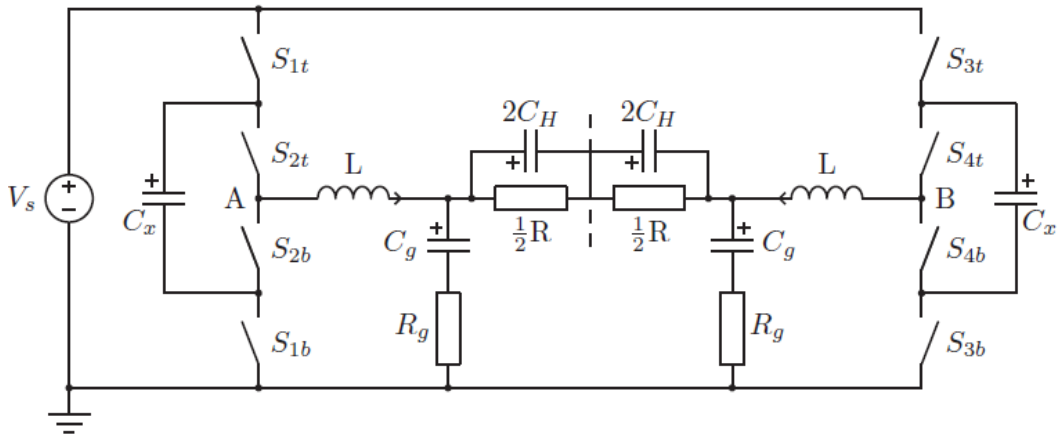 S1t
S3t
2CH
2CH
S2t
L
L
S4t
Vs
+
−
+
Cx
A
+
+
B
+
Cx
½R
½R
S2b
+
Cg
+
Cg
S4b
Rg
Rg
S1b
S3b